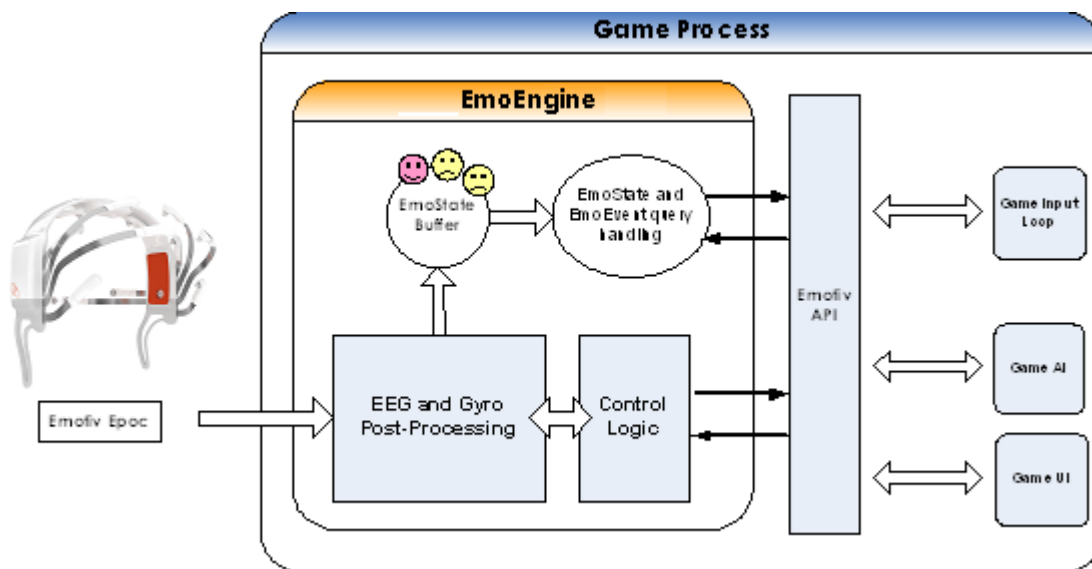 Game Process
EmoEngine
EmoState
Buffer
EmoState and
EmoEvent query
handling
Emotiv
API
Game Input
Loop
Game AI
Game UI
EEG and Gyro
Post-Processing
Control
Logic
Emotiv Epoc